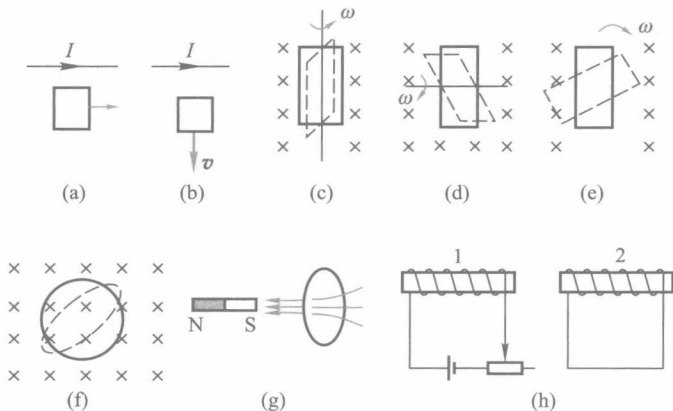 I I ω ω ω
v
(a) (b) (c) (d) (e)
1 2
N S
(f) (g) (h)